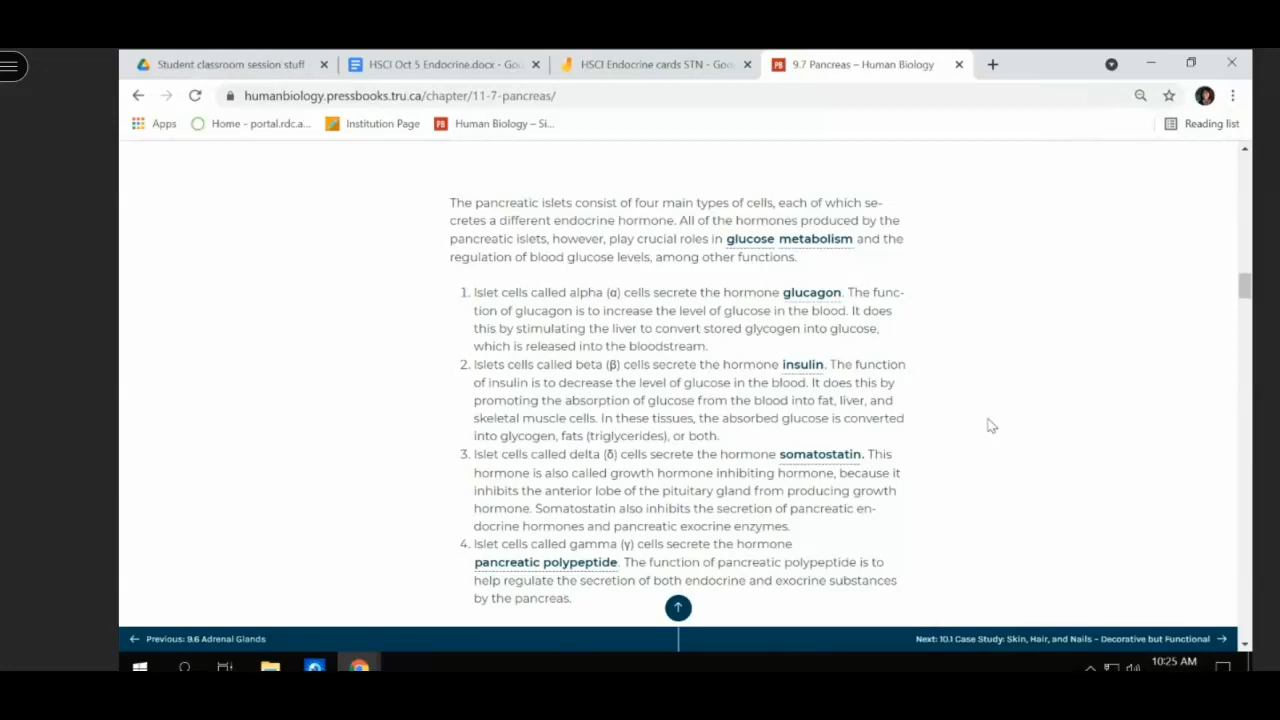 Student classroom session stuff
HSCI Oct 5 Endocrine.docx - Goo
HSCI Endocrine cards STN - Goog
9.7 Pancreas – Human Biology
humanbiology.pressbooks.tru.ca/chapter/11-7-pancreas/
Apps
Home - portal.rdc.a...
Institution Page
Human Biology – Si...
Reading list
The pancreatic islets consist of four main types of cells, each of which se-
cretes a different endocrine hormone. All of the hormones produced by the
pancreatic islets, however, play crucial roles in glucose metabolism and the
regulation of blood glucose levels, among other functions.
1. Islet cells called alpha (α) cells secrete the hormone glucagon. The func-
tion of glucagon is to increase the level of glucose in the blood. It does
this by stimulating the liver to convert stored glycogen into glucose,
which is released into the bloodstream.
2. Islets cells called beta (β) cells secrete the hormone insulin. The function
of insulin is to decrease the level of glucose in the blood. It does this by
promoting the absorption of glucose from the blood into fat, liver, and
skeletal muscle cells. In these tissues, the absorbed glucose is converted
into glycogen, fats (triglycerides), or both.
3. Islet cells called delta (δ) cells secrete the hormone somatostatin. This
hormone is also called growth hormone inhibiting hormone, because it
inhibits the anterior lobe of the pituitary gland from producing growth
hormone. Somatostatin also inhibits the secretion of pancreatic en-
docrine hormones and pancreatic exocrine enzymes.
4. Islet cells called gamma (γ) cells secrete the hormone
pancreatic polypeptide. The function of pancreatic polypeptide is to
help regulate the secretion of both endocrine and exocrine substances
by the pancreas.
Previous: 9.6 Adrenal Glands
Next: 10.1 Case Study: Skin, Hair, and Nails – Decorative but Functional
10:25 AM